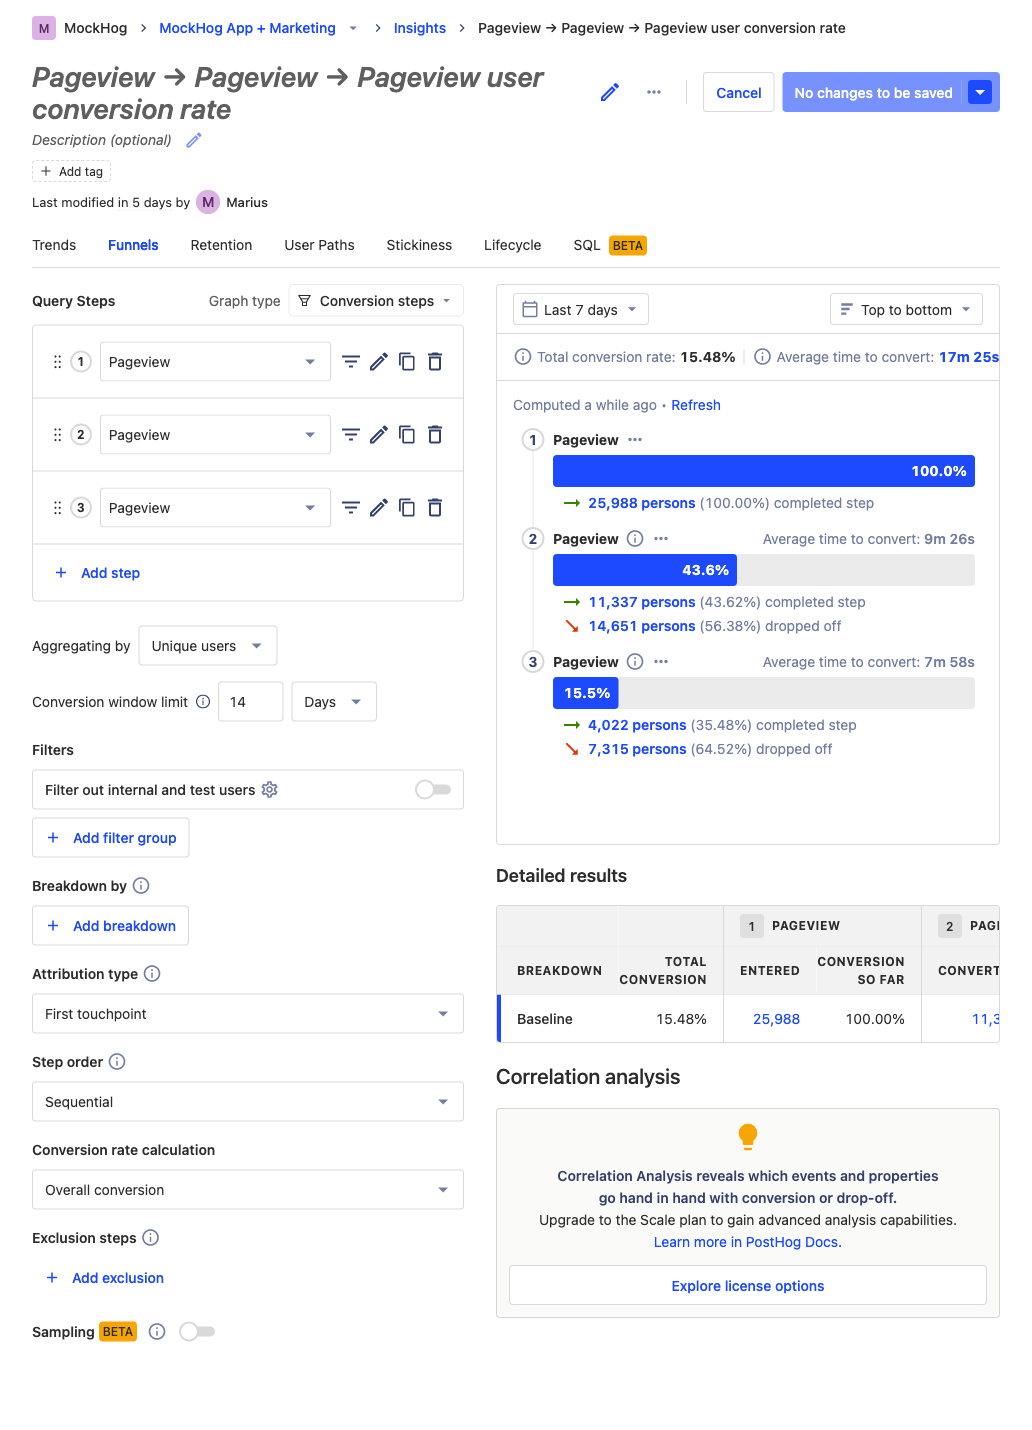 M MockHog > MockHog App + Marketing > Insights > Pageview → Pageview → Pageview user conversion rate
Pageview → Pageview → Pageview user
conversion rate
Cancel
No changes to be saved
Description (optional)
+ Add tag
Last modified in 5 days by M Marius
Trends Funnels Retention User Paths Stickiness Lifecycle SQL BETA
Query Steps
Graph type Conversion steps
1 Pageview
2 Pageview
3 Pageview
+ Add step
Aggregating by Unique users
Conversion window limit 14 Days
Filters
Filter out internal and test users
+ Add filter group
Breakdown by
+ Add breakdown
Attribution type
First touchpoint
Step order
Sequential
Conversion rate calculation
Overall conversion
Exclusion steps
+ Add exclusion
Sampling BETA
Last 7 days
Top to bottom
Total conversion rate: 15.48% Average time to convert: 17m 25s
Computed a while ago • Refresh
1 Pageview
100.0%
→ 25,988 persons (100.00%) completed step
2 Pageview Average time to convert: 9m 26s
43.6%
→ 11,337 persons (43.62%) completed step
↘ 14,651 persons (56.38%) dropped off
3 Pageview Average time to convert: 7m 58s
15.5%
→ 4,022 persons (35.48%) completed step
↘ 7,315 persons (64.52%) dropped off
Detailed results
1 PAGEVIEW 2
BREAKDOWN TOTAL CONVERSION ENTERED CONVERSION SO FAR
Baseline 15.48% 25,988 100.00%
Correlation analysis
Correlation Analysis reveals which events and properties
go hand in hand with conversion or drop-off.
Upgrade to the Scale plan to gain advanced analysis capabilities.
Learn more in PostHog Docs.
Explore license options